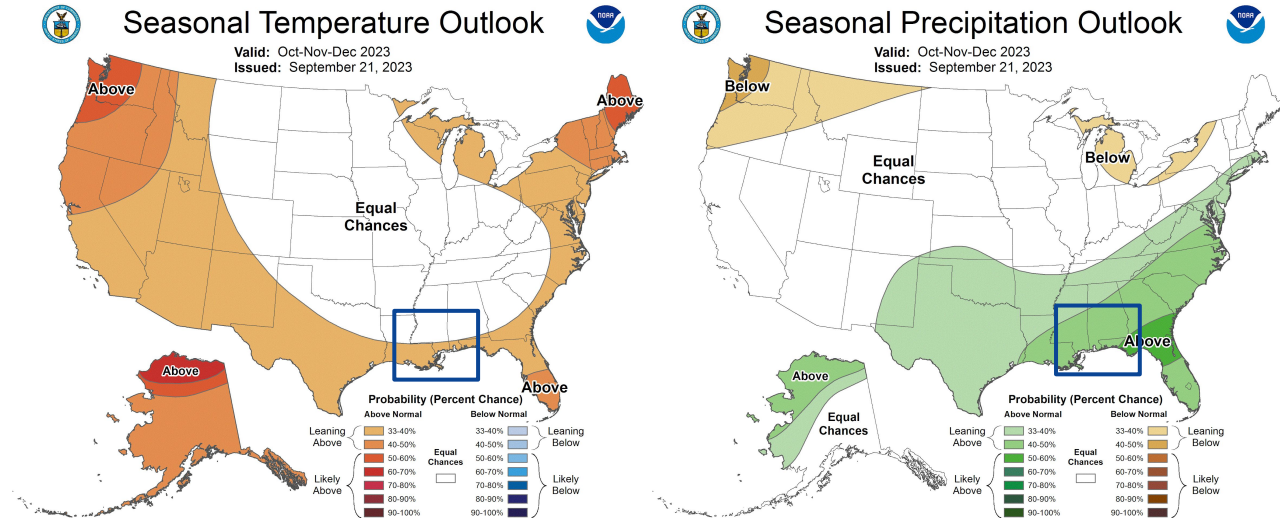 Seasonal Temperature Outlook
NOAA
Valid: Oct-Nov-Dec 2023
Issued: September 21, 2023
Above
Above
Equal
Chances
Above
Above
Probability (Percent Chance)
Above Normal
Below Normal
Leaning
Above
33-40%
40-50%
33-40%
40-50%
Leaning
Below
Likely
Above
50-60%
60-70%
70-80%
80-90%
90-100%
Equal
Chances
50-60%
60-70%
70-80%
80-90%
90-100%
Likely
Below
Seasonal Precipitation Outlook
NOAA
Valid: Oct-Nov-Dec 2023
Issued: September 21, 2023
Below
Equal
Chances
Below
Above
Above
Equal
Chances
Probability (Percent Chance)
Above Normal
Below Normal
Leaning
Above
33-40%
40-50%
33-40%
40-50%
Leaning
Below
Likely
Above
50-60%
60-70%
70-80%
80-90%
90-100%
Equal
Chances
50-60%
60-70%
70-80%
80-90%
90-100%
Likely
Below